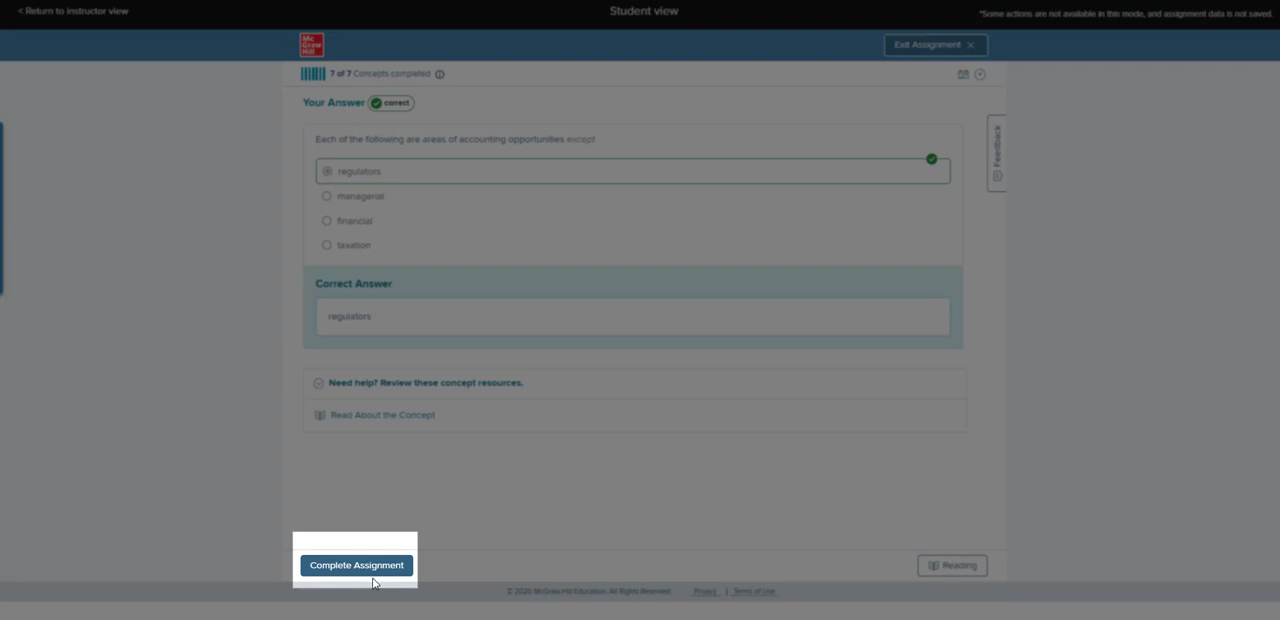 < Return to instructor view
Student view
*Some actions are not available in this mode, and assignment data is not saved.
Mc
Graw
Hill
Exit Assignment
7 of 7 Concepts completed
Your Answer
correct
Each of the following are areas of accounting opportunities except
regulators
managerial
financial
taxation
Correct Answer
regulators
Need help? Review these concept resources.
Read About the Concept
Feedback
Complete Assignment
Reading
© 2020 McGraw-Hill Education. All Rights Reserved. Privacy | Terms of Use